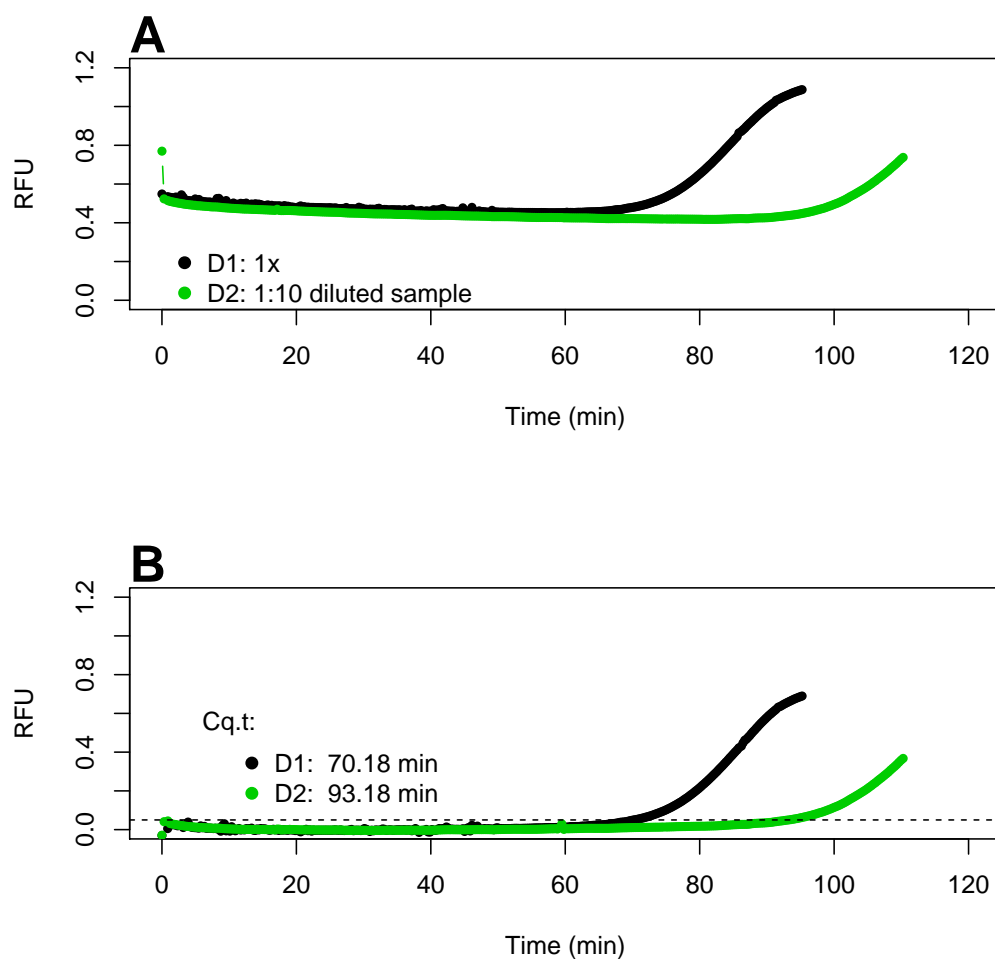 A
1.2
0.8
0.4
0.0
RFU
D1: 1x
D2: 1:10 diluted sample
0 20 40 60 80 100 120
Time (min)
B
1.2
0.8
0.4
0.0
RFU
Cq.t:
D1: 70.18 min
D2: 93.18 min
0 20 40 60 80 100 120
Time (min)